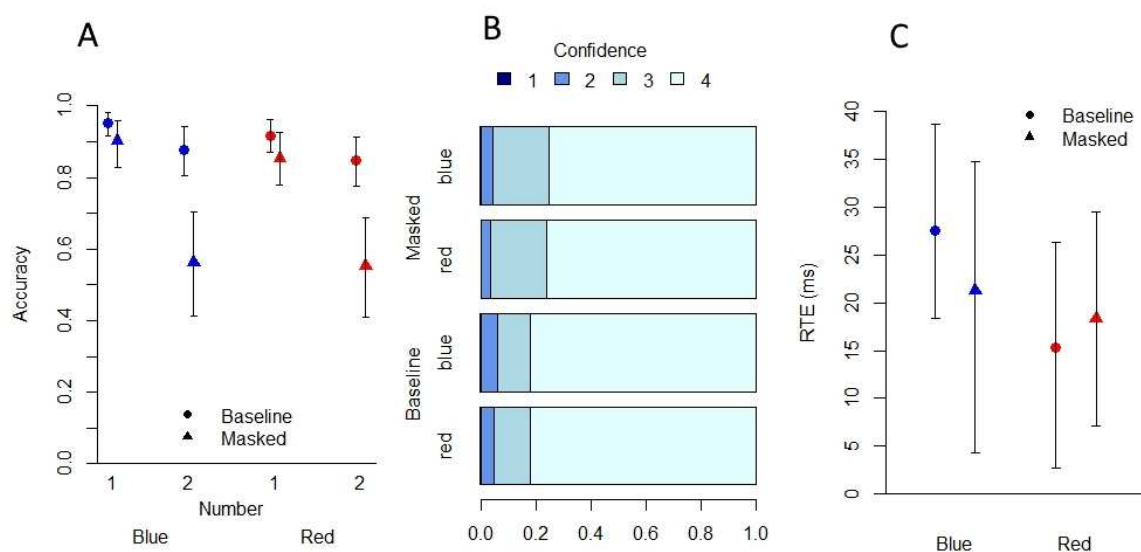 A
1.0
0.8
0.6
0.4
0.2
0.0
Accuracy
Baseline
Masked
1 2 1 2
Number
Blue Red
B
Confidence
1 2 3 4
Masked
blue
red
Baseline
blue
red
0.0 0.2 0.4 0.6 0.8 1.0
C
Baseline
Masked
40
35
30
25
20
15
10
5
0
RTE (ms)
Blue Red